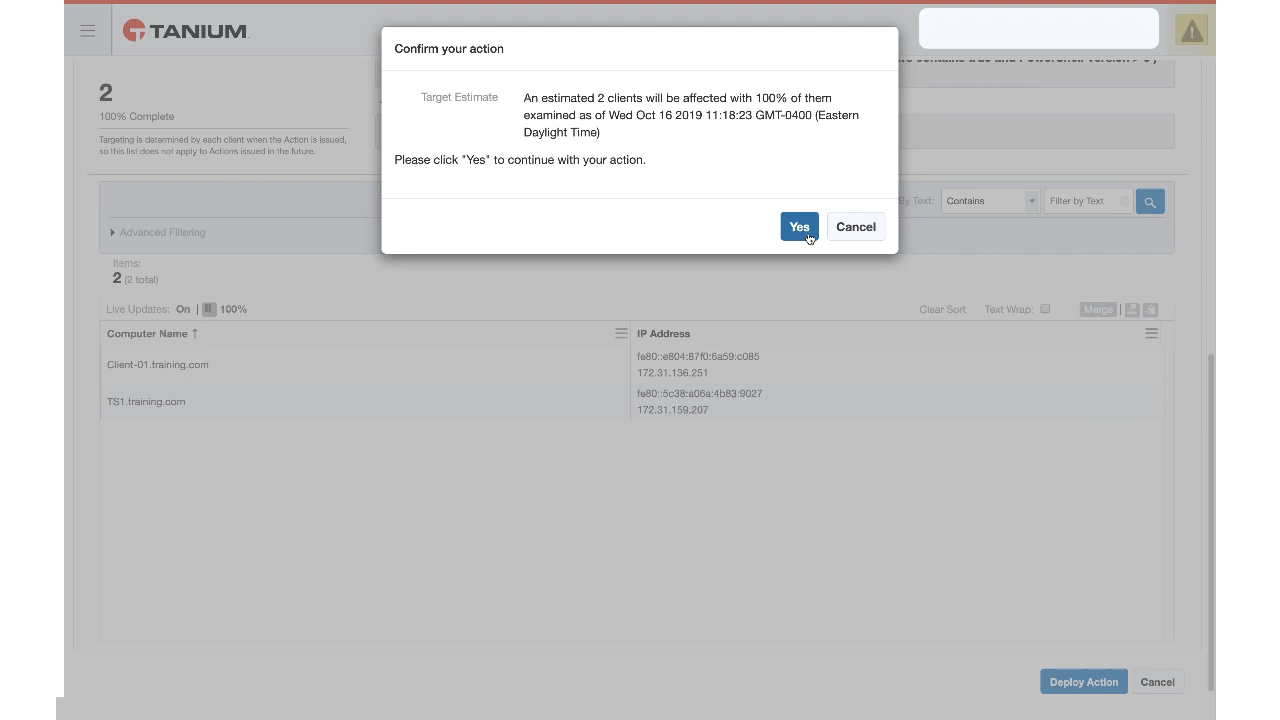 TANIUM
Confirm your action
Target Estimate
An estimated 2 clients will be affected with 100% of them
examined as of Wed Oct 16 2019 11:18:23 GMT-0400 (Eastern
Daylight Time)
Please click "Yes" to continue with your action.
Yes
Cancel
2
100% Complete
Targeting is determined by each client when the Action is issued,
so this list does not apply to Actions issued in the future.
By Text:
Contains
Filter by Text
Advanced Filtering
Items:
2 (2 total)
Live Updates: On | 100%
Clear Sort
Text Wrap:
Merge |
Computer Name ↑
IP Address
Client-01.training.com
fe80::e804:87f0:6a59:c085
172.31.136.251
TS1.training.com
fe80::5c38:a06a:4b83:9027
172.31.159.207
Deploy Action
Cancel